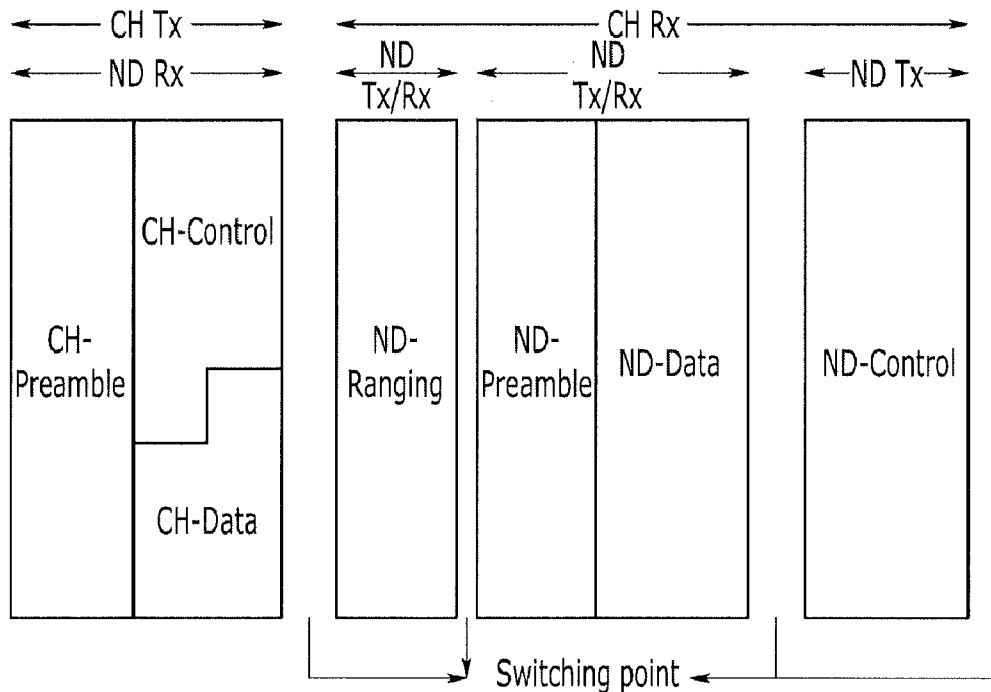 CH Tx
CH Rx
ND Rx
ND
Tx/Rx
ND
Tx/Rx
ND Tx
CH-
Preamble
CH-Control
CH-Data
ND-
Ranging
ND-
Preamble
ND-Data
ND-Control
Switching point